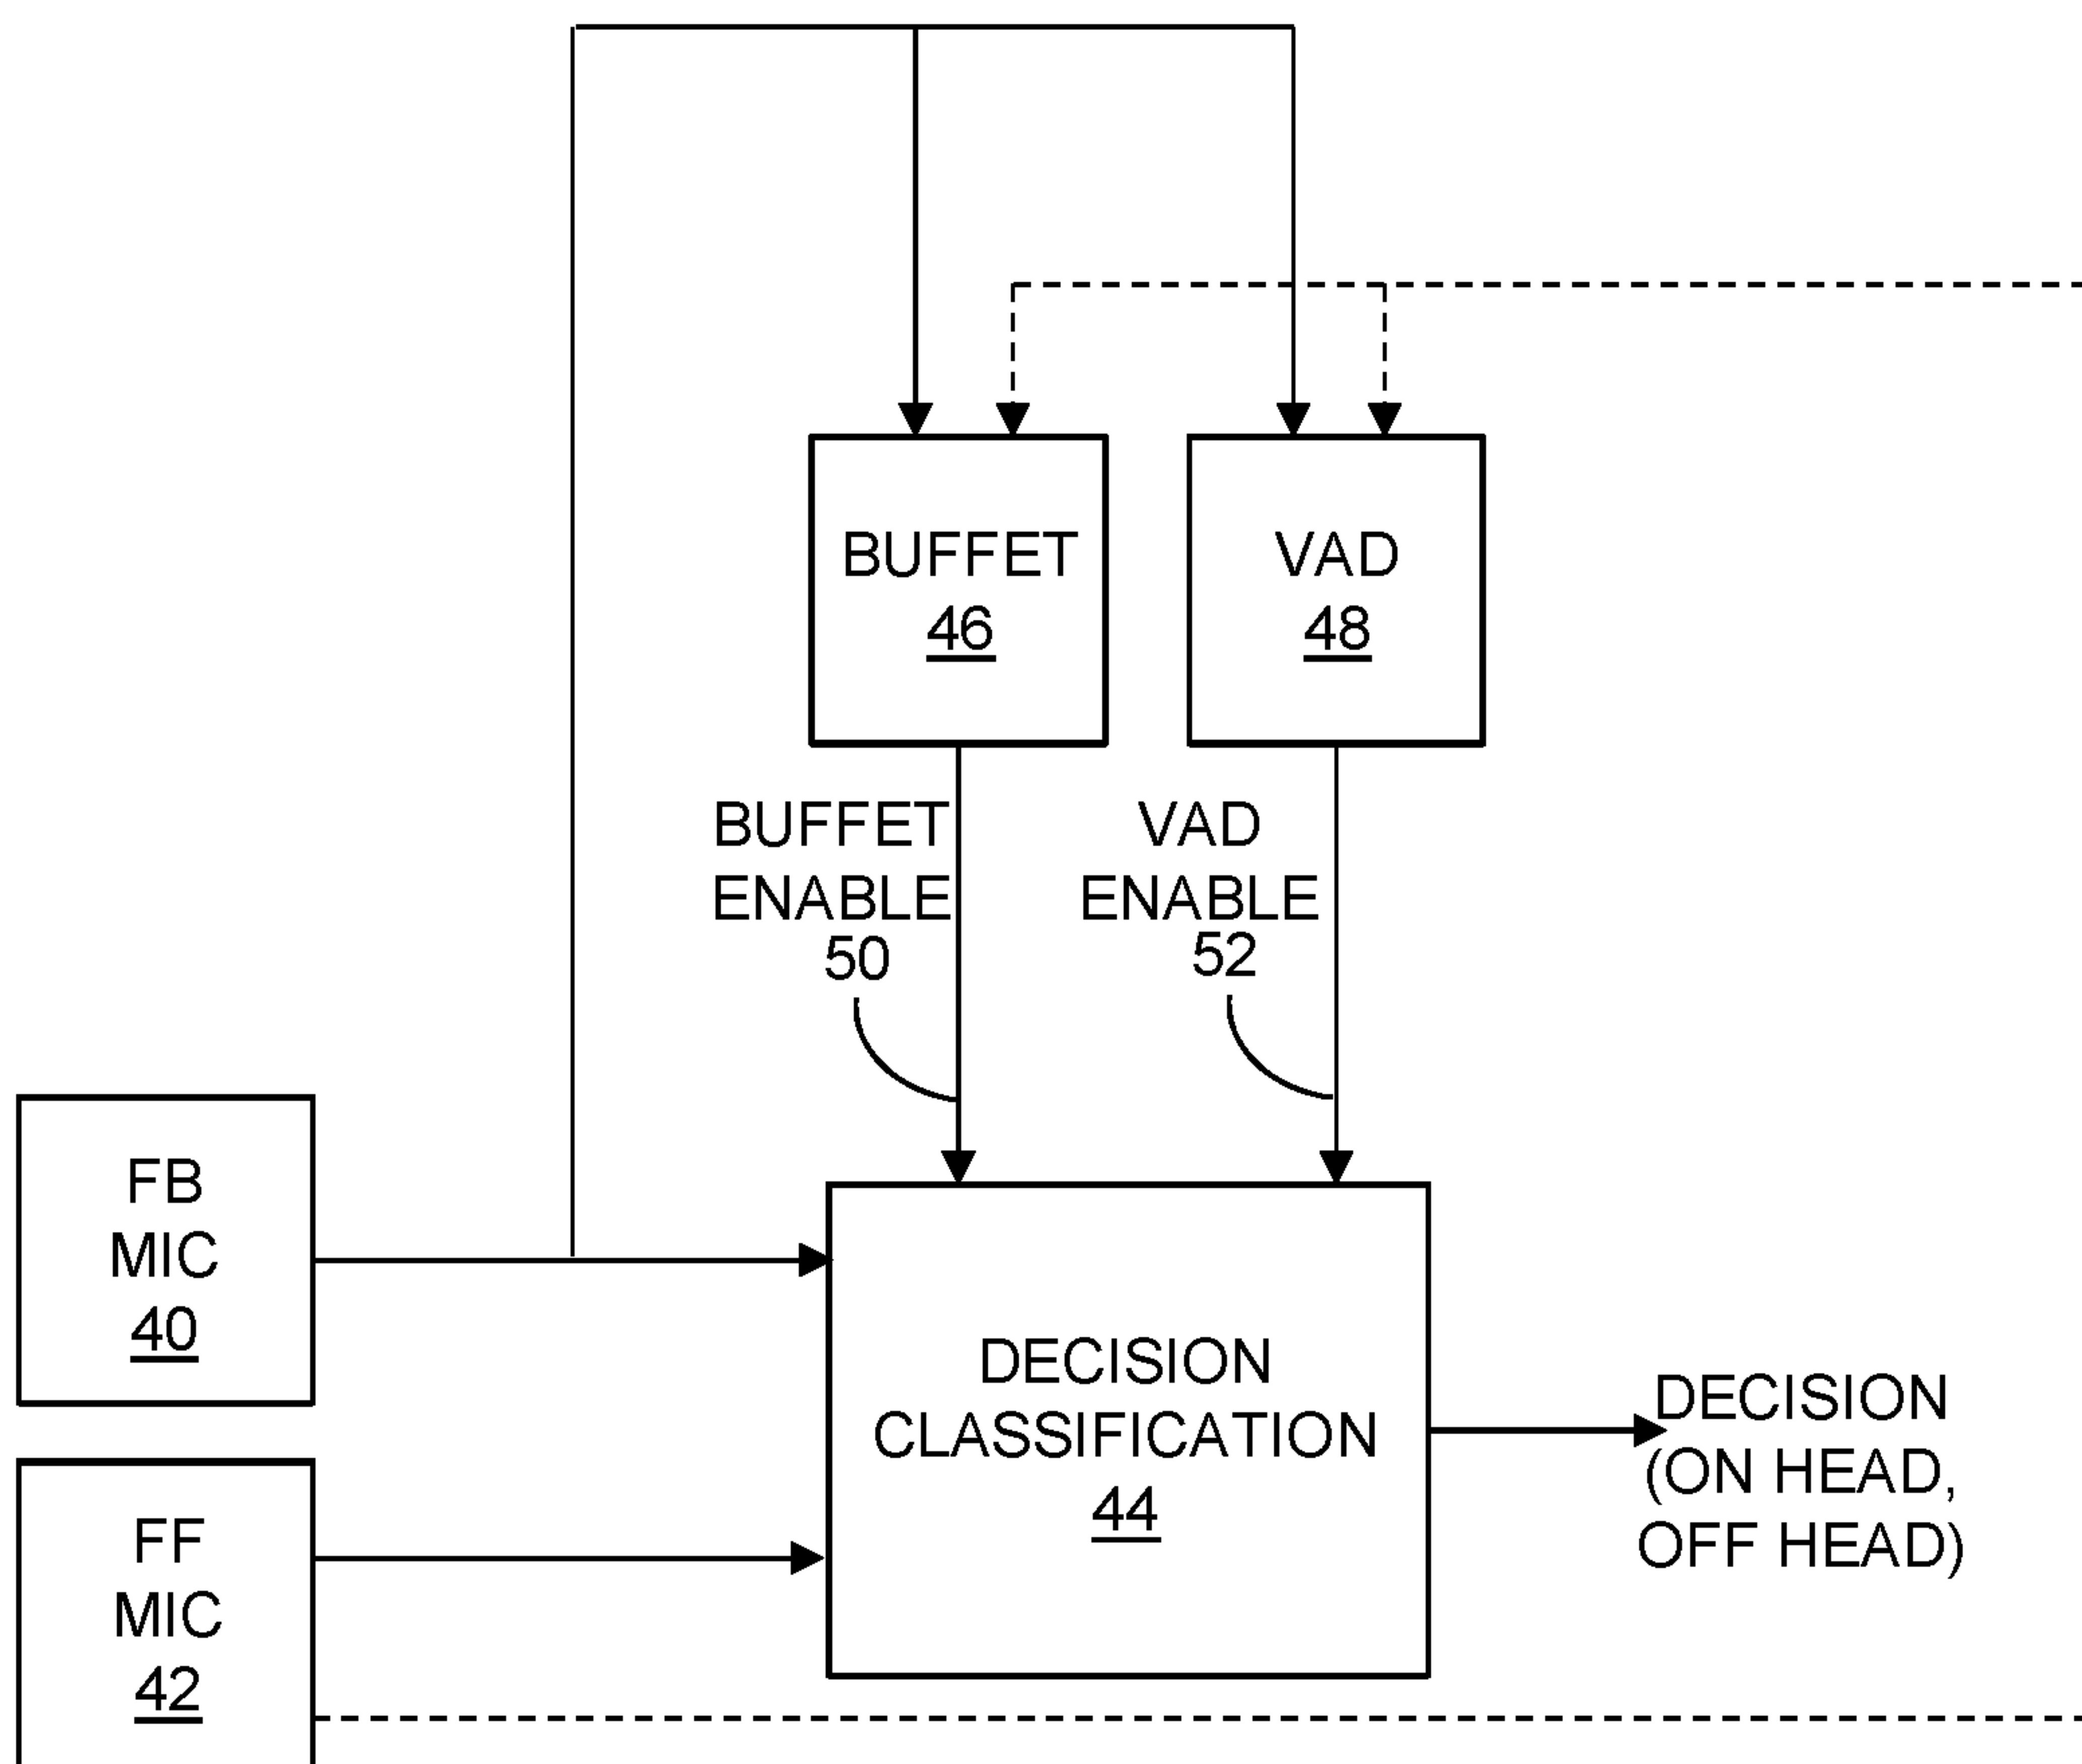 BUFFET
46
VAD
48
BUFFET
ENABLE
50
VAD
ENABLE
52
FB
MIC
40
FF
MIC
42
DECISION
CLASSIFICATION
44
DECISION
(ON HEAD,
OFF HEAD)